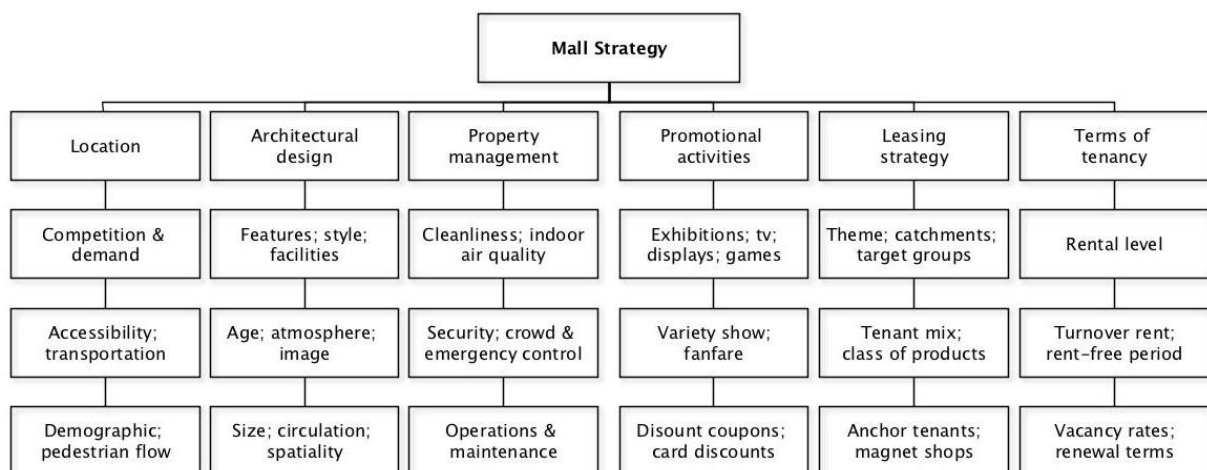 Mall Strategy
Location
Architectural
design
Property
management
Promotional
activities
Leasing
strategy
Terms of
tenancy
Competition &
demand
Features; style;
facilities
Cleanliness; indoor
air quality
Exhibitions; tv;
displays; games
Theme; catchments;
target groups
Rental level
Accessibility;
transportation
Age; atmosphere;
image
Security; crowd &
emergency control
Variety show;
fanfare
Tenant mix;
class of products
Turnover rent;
rent-free period
Demographic;
pedestrian flow
Size; circulation;
spatiality
Operations &
maintenance
Disount coupons;
card discounts
Anchor tenants;
magnet shops
Vacancy rates;
renewal terms